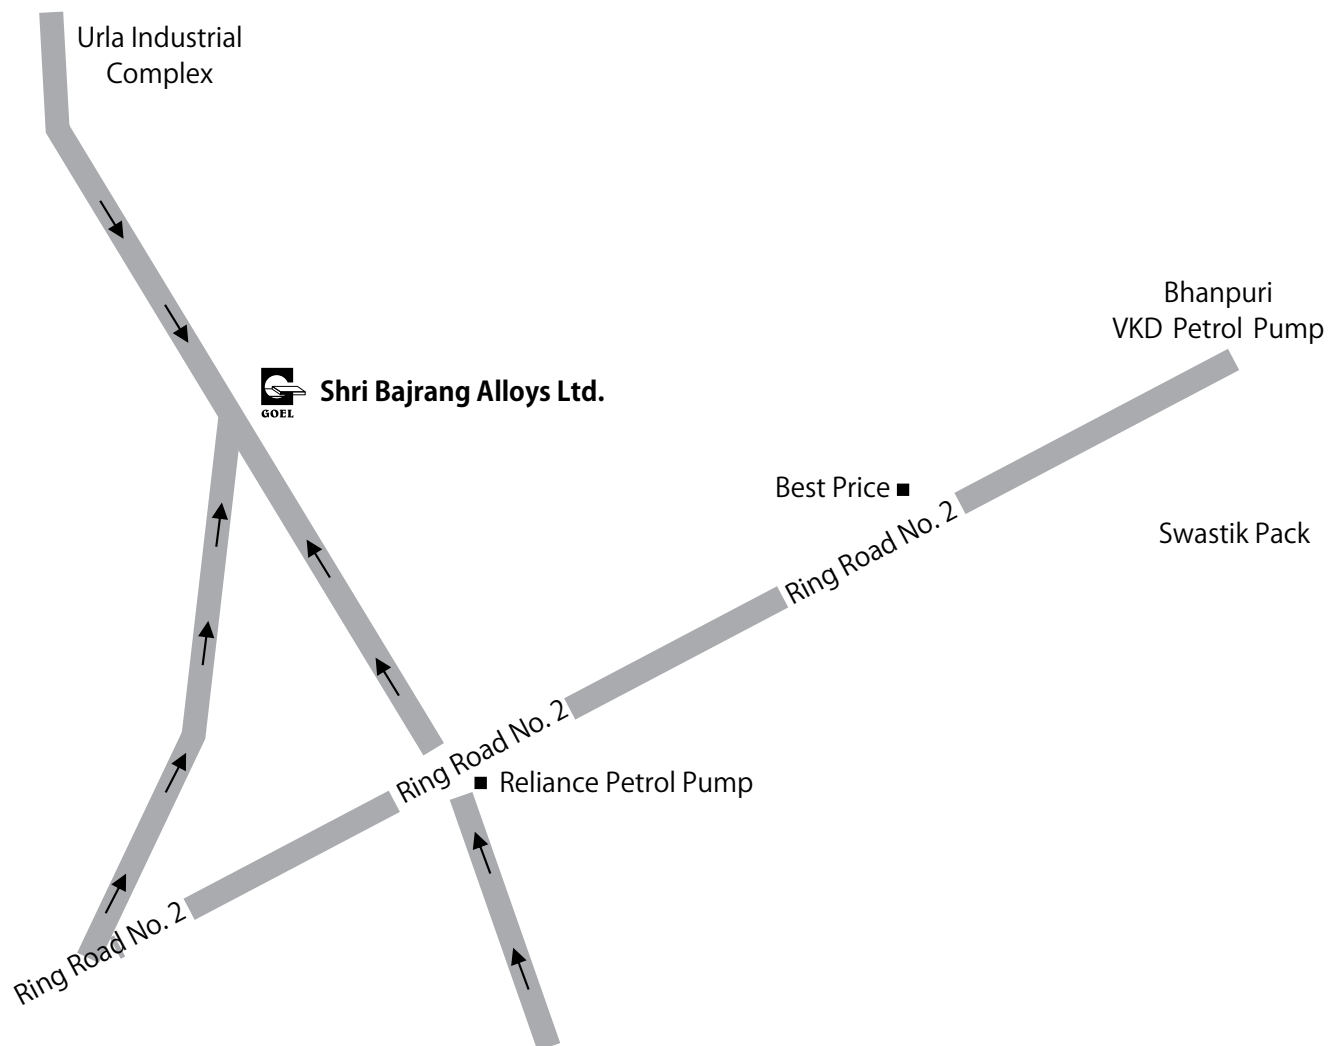 Urla Industrial
Complex
Bhanpuri
VKD Petrol Pump
GOEL
Shri Bajrang Alloys Ltd.
Best Price
Ring Road No. 2
Swastik Pack
Ring Road No. 2
Reliance Petrol Pump
Ring Road No. 2